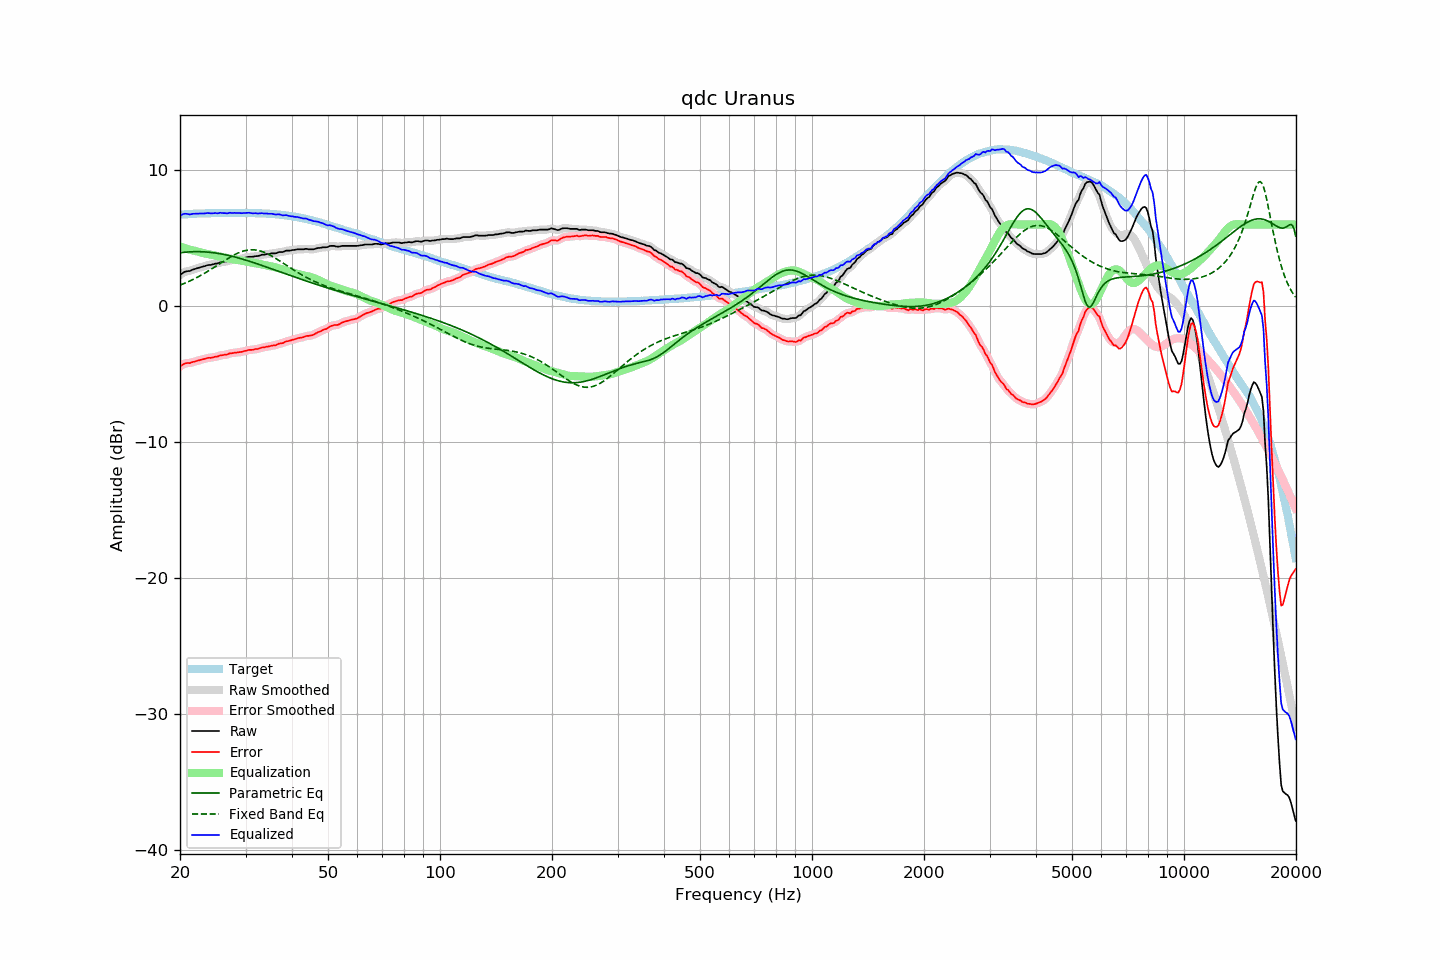 qdc Uranus
Amplitude (dBr)
10
0
−10
−20
−30
−40
Target
Raw Smoothed
Error Smoothed
Raw
Error
Equalization
Parametric Eq
Fixed Band Eq
Equalized
20 50 100 200 500 1000 2000 5000 10000 20000
Frequency (Hz)